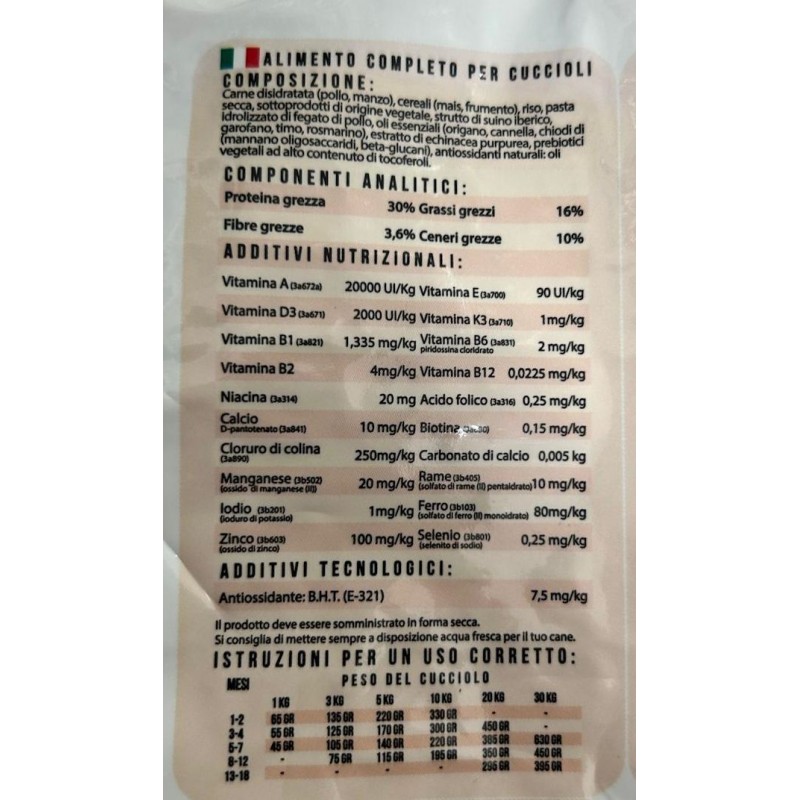 ALIMENTO COMPLETO PER CUCCIOLI
COMPOSIZIONE:
Carne disidratata (pollo, manzo), cereali (mais, frumento), riso, pasta
secca, sottoprodotti di origine vegetale, strutto di suino iberico,
idrolizzato di fegato di pollo, oli essenziali (origano, cannella, chiodi di
garofano, timo, rosmarino), estratto di echinacea purpurea, prebiotici
(mannano oligosaccaridi, beta-glucani), antiossidanti naturali: oli
vegetali ad alto contenuto di tocoferoli.
COMPONENTI ANALITICI:
Proteina grezza 30% Grassi grezzi 16%
Fibre grezze 3,6% Ceneri grezze 10%
ADDITIVI NUTRIZIONALI:
Vitamina A (3a672a) 20000 UI/Kg Vitamina E (3a700) 90 UI/kg
Vitamina D3 (3a671) 2000 UI/Kg Vitamina K3 (3a710) 1mg/kg
Vitamina B1 (3a821) 1,335 mg/kg Vitamina B6 (3a831) 2 mg/kg
piridossina cloridrato
Vitamina B2 4mg/kg Vitamina B12 0,0225 mg/kg
Niacina (3a314) 20 mg Acido folico (3a316) 0,25 mg/kg
Calcio
D-pantotenato (3a841) 10 mg/kg Biotina 0,15 mg/kg
Cloruro di colina
(3a890) 250mg/kg Carbonato di calcio 0,005 kg
Manganese (3b502) 20 mg/kg Rame (3b405) 10 mg/kg
(ossido di manganese (II)) (solfato di rame (II) pentaidrato)
Iodio (3b201) 1mg/kg Ferro (3b103) 80mg/kg
(ioduro di potassio) (solfato di ferro (II) monoidrato)
Zinco (3b603) 100 mg/kg Selenio (3b801) 0,25 mg/kg
(ossido di zinco) (selenito di sodio)
ADDITIVI TECNOLOGICI:
Antiossidante: B.H.T. (E-321) 7,5 mg/kg
Il prodotto deve essere somministrato in forma secca.
Si consiglia di mettere sempre a disposizione acqua fresca per il tuo cane.
ISTRUZIONI PER UN USO CORRETTO:
MESI PESO DEL CUCCIOLO
1 KG 3 KG 5 KG 10 KG 20 KG 30 KG
1-2 65 GR 135 GR 220 GR 330 GR - -
3-4 55 GR 125 GR 170 GR 300 GR 450 GR -
5-7 45 GR 105 GR 140 GR 220 GR 385 GR 630 GR
8-12 - 75 GR 115 GR 195 GR 350 GR 450 GR
13-18 - - - - 295 GR 395 GR